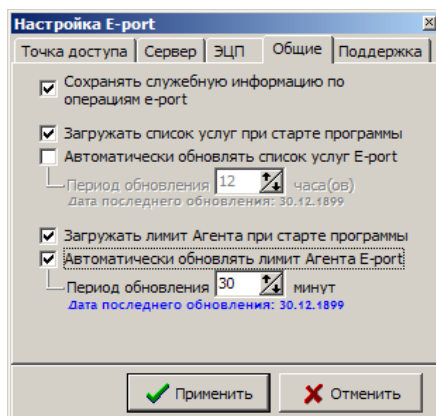 Настройка E-port
Точка доступа Сервер ЭЦП Общие Поддержка
Сохранять служебную информацию по
операциям e-port
Загружать список услуг при старте программы
Автоматически обновлять список услуг E-port
Период обновления 12 часа(ов)
Дата последнего обновления: 30.12.1899
Загружать лимит Агента при старте программы
Автоматически обновлять лимит Агента E-port
Период обновления 30 минут
Дата последнего обновления: 30.12.1899
Применить Отменить